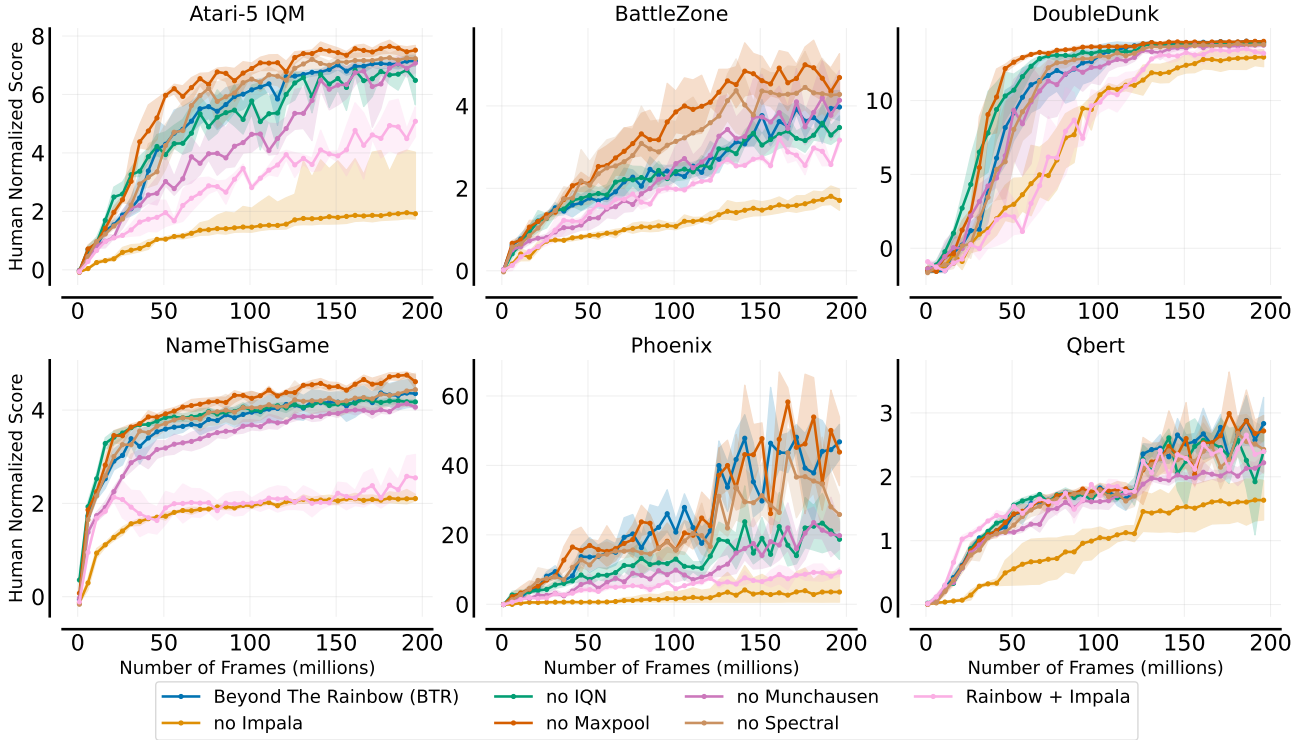 Atari-5 IQM
BattleZone
DoubleDunk
Human Normalized Score
8
6
4
2
0
0 50 100 150 200
4
2
0
0 50 100 150 200
10
5
0
0 50 100 150 200
NameThisGame
Phoenix
Qbert
Human Normalized Score
4
2
0
0 50 100 150 200
Number of Frames (millions)
60
40
20
0
0 50 100 150 200
Number of Frames (millions)
3
2
1
0
0 50 100 150 200
Number of Frames (millions)
Beyond The Rainbow (BTR)
no Impala
no IQN
no Maxpool
no Munchausen
no Spectral
Rainbow + Impala